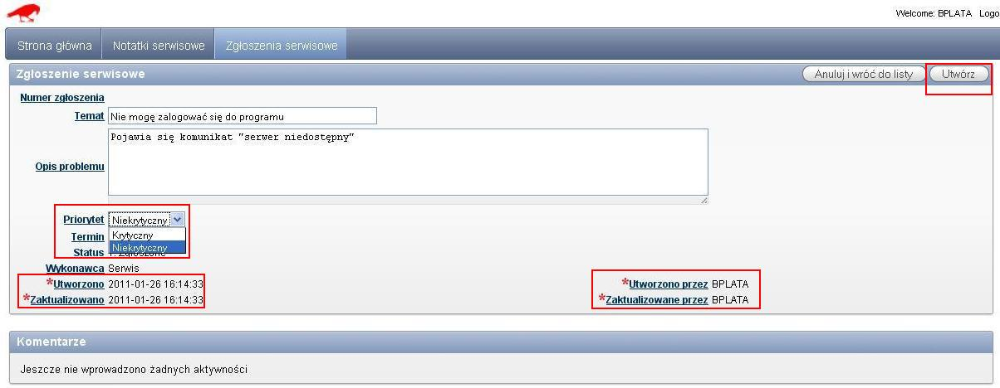 Welcome: BPLATA Logo
Strona główna Notatki serwisowe Zgłoszenia serwisowe
Zgłoszenie serwisowe Anuluj i wróć do listy Utwórz
Numer zgłoszenia
Temat Nie mogę zalogować się do programu
Opis problemu Pojawia się komunikat "serwer niedostępny"
Priorytet Niekrytyczny
Krytyczny
Termin Niekrytyczny
Status 1. Zgłoszone
Wykonawca Serwis
*Utworzono 2011-01-26 16:14:33 *Utworzono przez BPLATA
*Zaktualizowano 2011-01-26 16:14:33 *Zaktualizowane przez BPLATA
Komentarze
Jeszcze nie wprowadzono żadnych aktywności